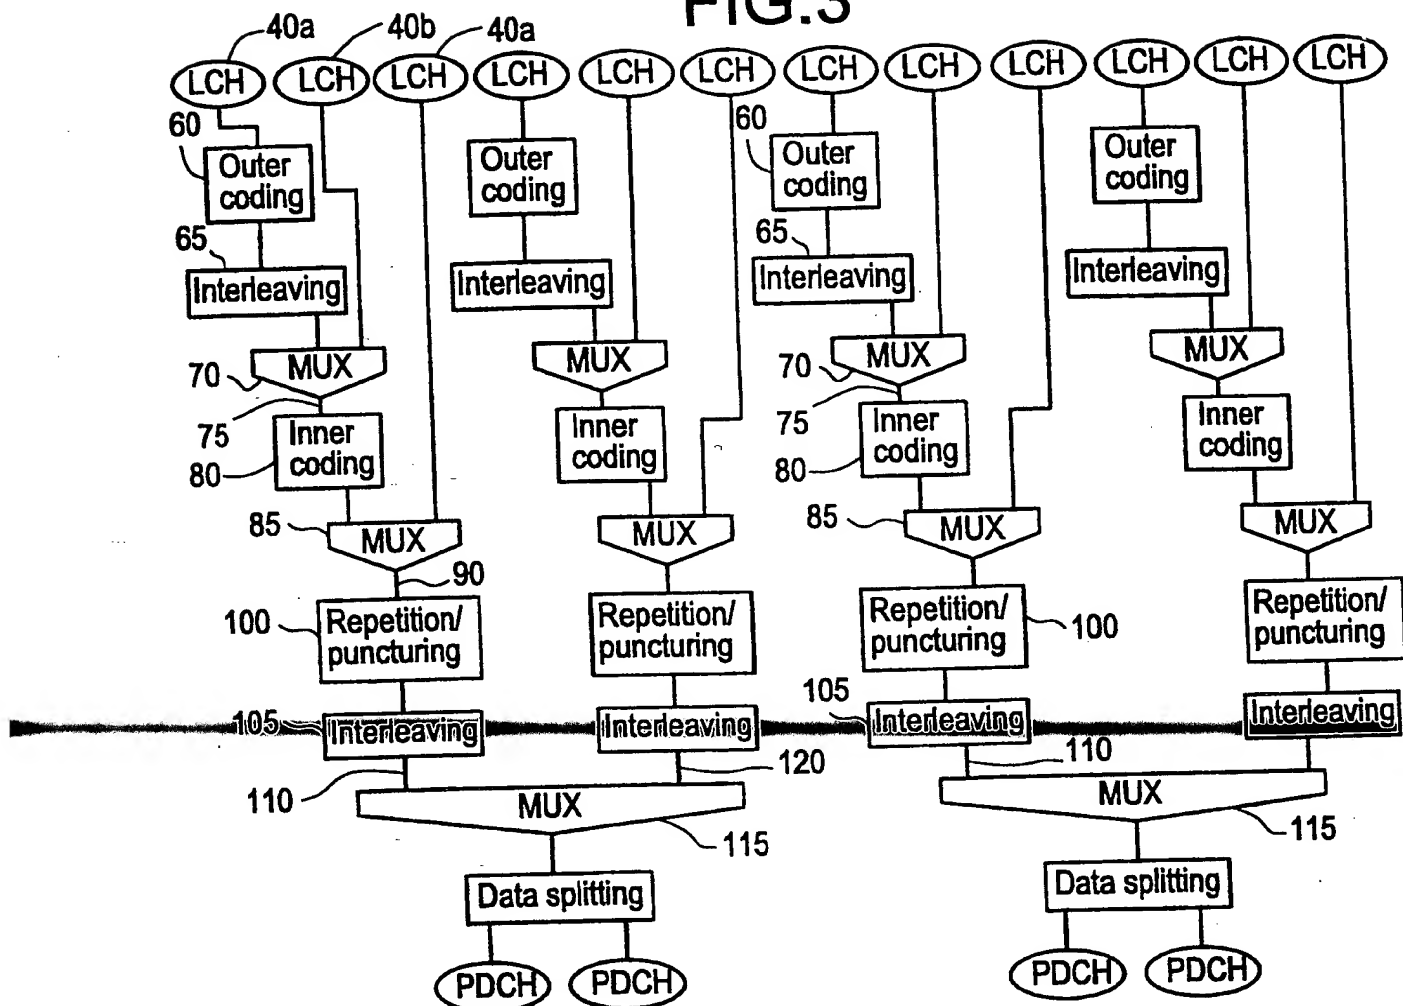 FIG.3
40a 40b 40a
LCH LCH LCH LCH LCH LCH LCH LCH LCH LCH LCH LCH
60 60
Outer coding Outer coding Outer coding Outer coding
65 65
Interleaving Interleaving Interleaving Interleaving
MUX MUX MUX MUX
70 70
75 75
Inner coding Inner coding Inner coding Inner coding
80 80
85 85
MUX MUX MUX MUX
90
Repetition/ puncturing Repetition/ puncturing Repetition/ puncturing Repetition/ puncturing
100 100
105 105
Interleaving Interleaving Interleaving Interleaving
110 120 110
MUX MUX
115 115
Data splitting Data splitting
PDCH PDCH PDCH PDCH